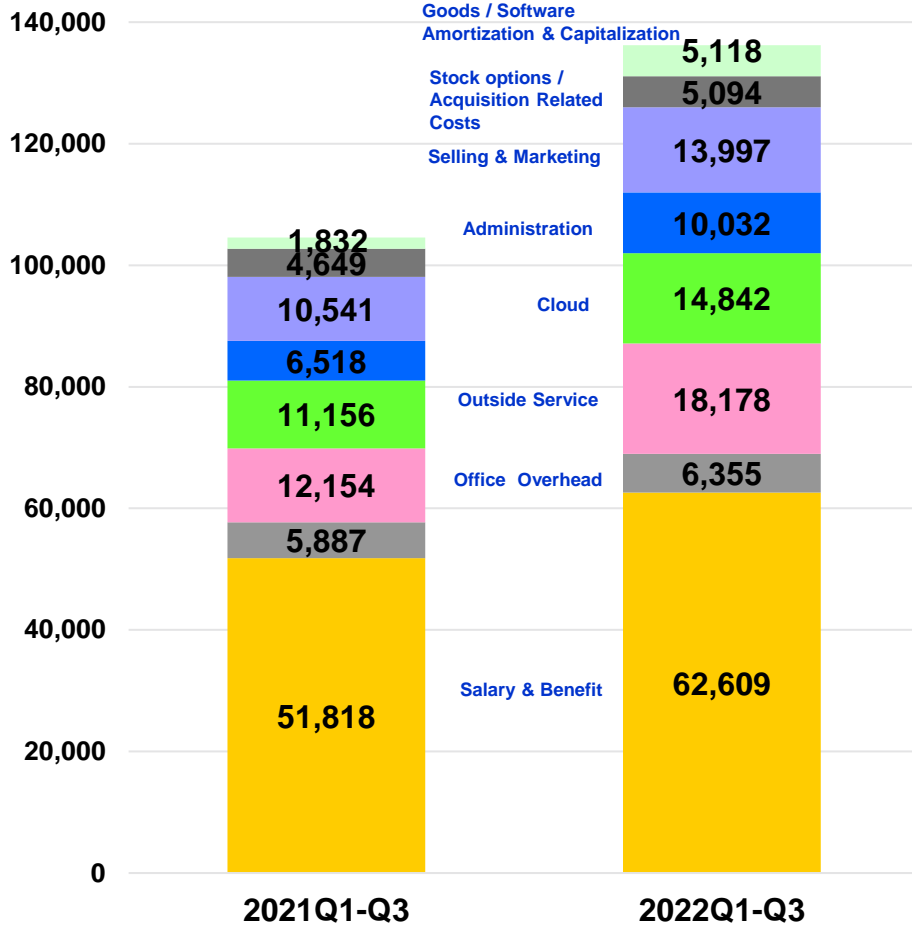 Goods / Software
Amortization & Capitalization
Stock options /
Acquisition Related
Costs
Selling & Marketing
Administration
Cloud
Outside Service
Office Overhead
Salary & Benefit
140,000
120,000
100,000
80,000
60,000
40,000
20,000
0
1,832
4,649
10,541
6,518
11,156
12,154
5,887
51,818
5,118
5,094
13,997
10,032
14,842
18,178
6,355
62,609
2021Q1-Q3
2022Q1-Q3